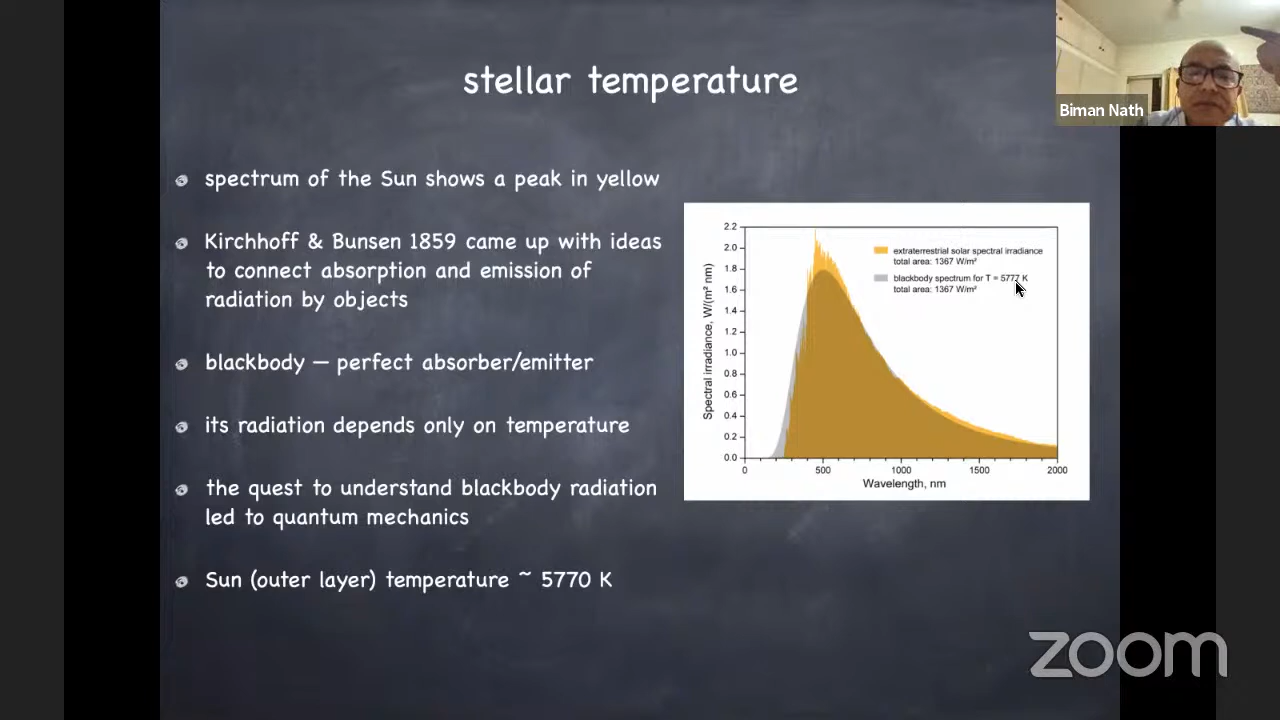 stellar temperature
Biman Nath
spectrum of the Sun shows a peak in yellow
Kirchhoff & Bunsen 1859 came up with ideas
to connect absorption and emission of
radiation by objects
blackbody — perfect absorber/emitter
its radiation depends only on temperature
the quest to understand blackbody radiation
led to quantum mechanics
Sun (outer layer) temperature ~ 5770 K
2.2
2.0
1.8
1.6
1.4
1.2
1.0
0.8
0.6
0.4
0.2
0.0
Spectral irradiance, W/(m² nm)
extraterrestrial solar spectral irradiance
total area: 1367 W/m²
blackbody spectrum for T = 5777 K
total area: 1367 W/m²
0 500 1000 1500 2000
Wavelength, nm
zoom